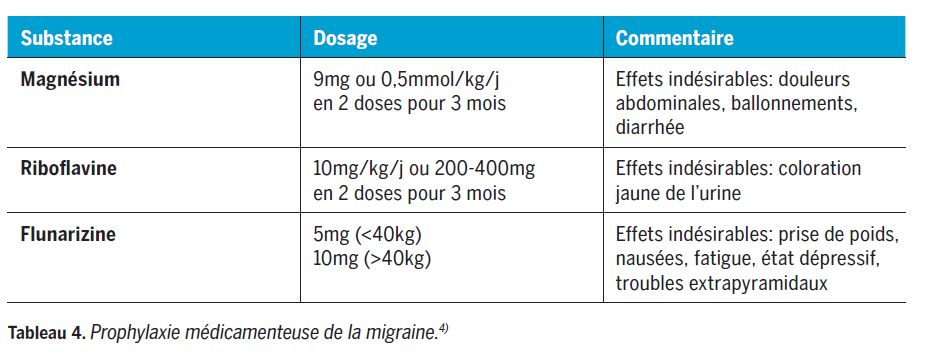 Substance Dosage Commentaire
Magnésium 9mg ou 0,5mmol/kg/j Effets indésirables: douleurs
en 2 doses pour 3 mois abdominales, ballonnements,
diarrhée
Riboflavine 10mg/kg/j ou 200-400mg Effets indésirables: coloration
en 2 doses pour 3 mois jaune de l’urine
Flunarizine 5mg (<40kg) Effets indésirables: prise de poids,
10mg (>40kg) nausées, fatigue, état dépressif,
troubles extrapyramidaux
Tableau 4. Prophylaxie médicamenteuse de la migraine.4)